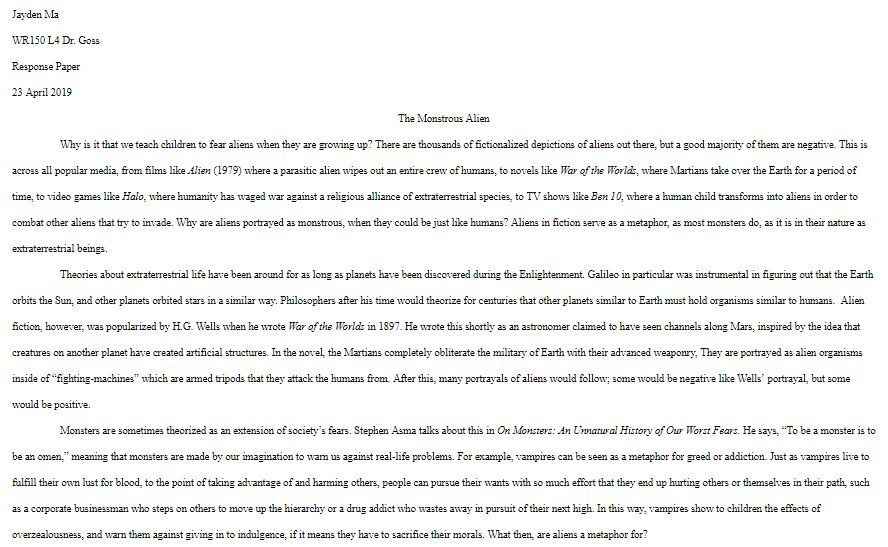 Jayden Ma
WR150 L4 Dr. Goss
Response Paper
23 April 2019
The Monstrous Alien
Why is it that we teach children to fear aliens when they are growing up? There are thousands of fictionalized depictions of aliens out there, but a good majority of them are negative. This is
across all popular media, from films like Alien (1979) where a parasitic alien wipes out an entire crew of humans, to novels like War of the Worlds, where Martians take over the Earth for a period of
time, to video games like Halo, where humanity has waged war against a religious alliance of extraterrestrial species, to TV shows like Ben 10, where a human child transforms into aliens in order to
combat other aliens that try to invade. Why are aliens portrayed as monstrous, when they could be just like humans? Aliens in fiction serve as a metaphor, as most monsters do, as it is in their nature as
extraterrestrial beings.
Theories about extraterrestrial life have been around for as long as planets have been discovered during the Enlightenment. Galileo in particular was instrumental in figuring out that the Earth
orbits the Sun, and other planets orbited stars in a similar way. Philosophers after his time would theorize for centuries that other planets similar to Earth must hold organisms similar to humans.  Alien
fiction, however, was popularized by H.G. Wells when he wrote War of the Worlds in 1897. He wrote this shortly as an astronomer claimed to have seen channels along Mars, inspired by the idea that
creatures on another planet have created artificial structures. In the novel, the Martians completely obliterate the military of Earth with their advanced weaponry, They are portrayed as alien organisms
inside of “fighting-machines” which are armed tripods that they attack the humans from. After this, many portrayals of aliens would follow; some would be negative like Wells’ portrayal, but some
would be positive.
Monsters are sometimes theorized as an extension of society’s fears. Stephen Asma talks about this in On Monsters: An Unnatural History of Our Worst Fears. He says, “To be a monster is to
be an omen,” meaning that monsters are made by our imagination to warn us against real-life problems. For example, vampires can be seen as a metaphor for greed or addiction. Just as vampires live to
fulfill their own lust for blood, to the point of taking advantage of and harming others, people can pursue their wants with so much effort that they end up hurting others or themselves in their path, such
as a corporate businessman who steps on others to move up the hierarchy or a drug addict who wastes away in pursuit of their next high. In this way, vampires show to children the effects of
overzealousness, and warn them against giving in to indulgence, if it means they have to sacrifice their morals. What then, are aliens a metaphor for?